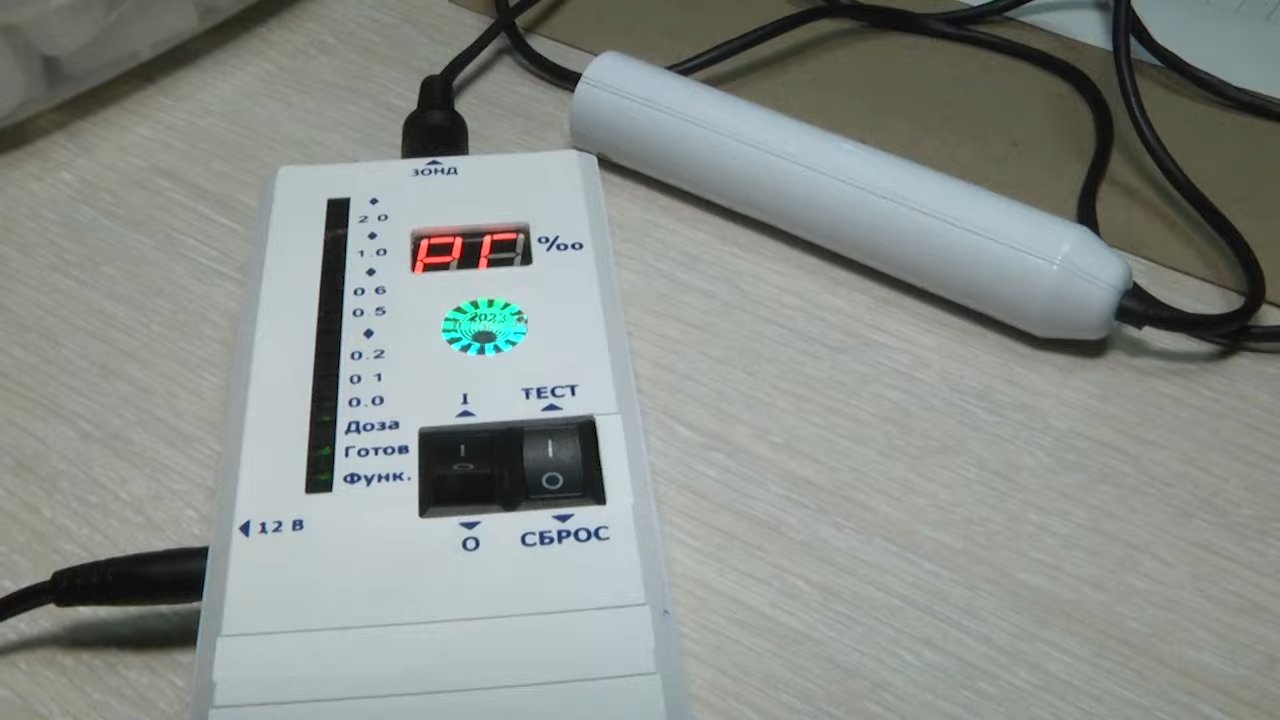 ЗОНД
2.0
1.0
0.6
0.5
0.2
0.1
0.0
Доза
Готов
Функ.
РГ
‰
2023
I
ТЕСТ
I
I
O
O
СБРОС
12 В